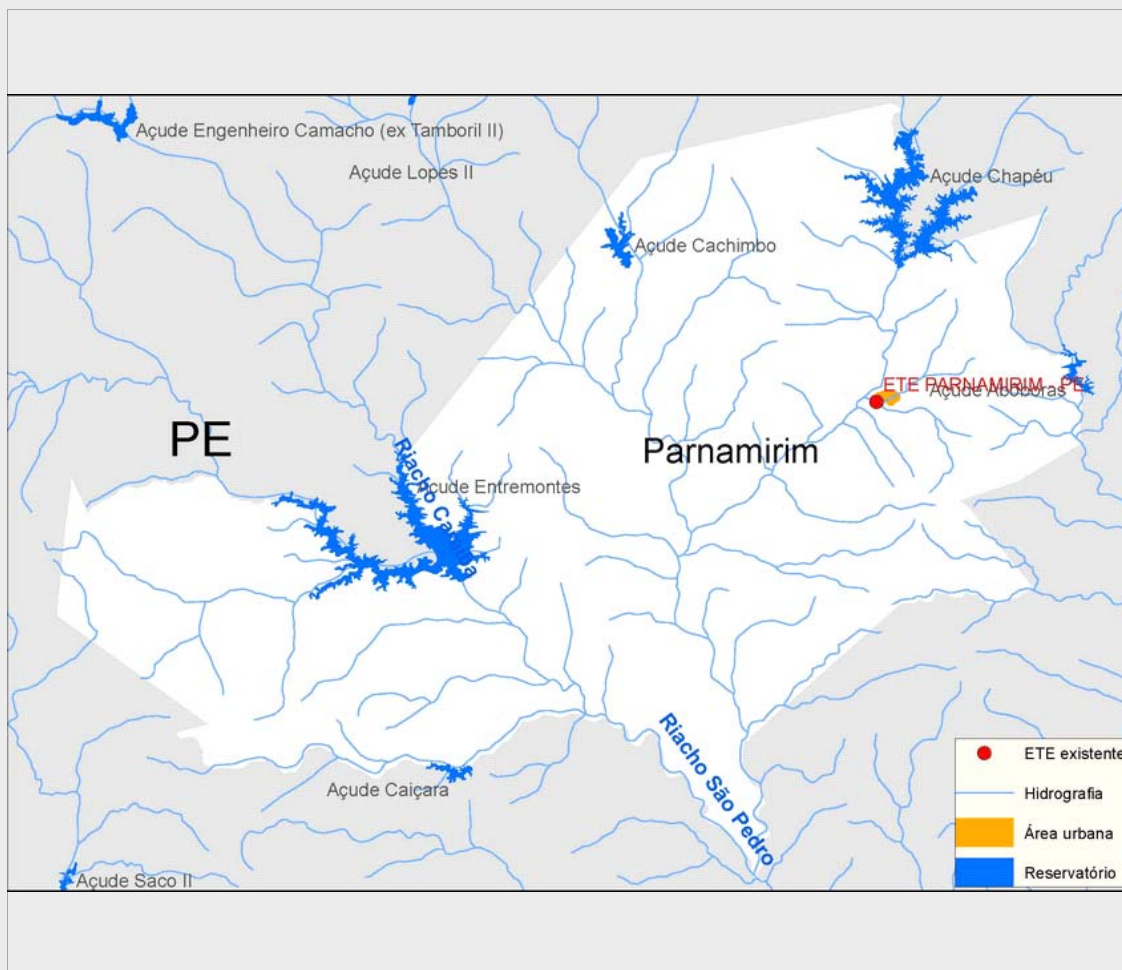 Açude Engenheiro Camacho (ex Tamboril II)
Açude Lopes II
Açude Chapéu
Açude Cachimbo
ETE PARNAMIRIM - PE
Açude Abóboras
PE
Parnamirim
Riacho
Açude Entremontes
Açude Caiçara
Riacho São Pedro
Açude Saco II
ETE existente
Hidrografia
Área urbana
Reservatório